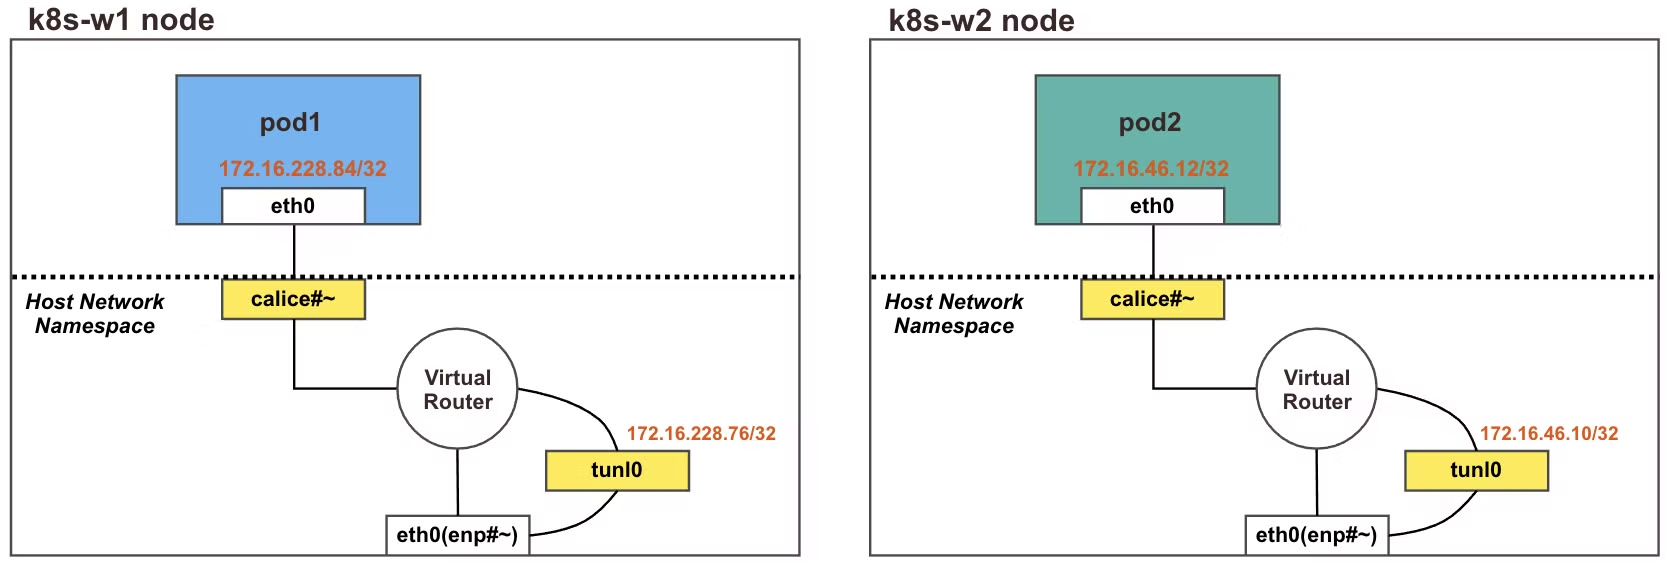 k8s-w1 node
pod1
172.16.228.84/32
eth0
calice#~
Host Network
Namespace
Virtual
Router
172.16.228.76/32
tunl0
eth0(enp#~)
k8s-w2 node
pod2
172.16.46.12/32
eth0
calice#~
Host Network
Namespace
Virtual
Router
172.16.46.10/32
tunl0
eth0(enp#~)